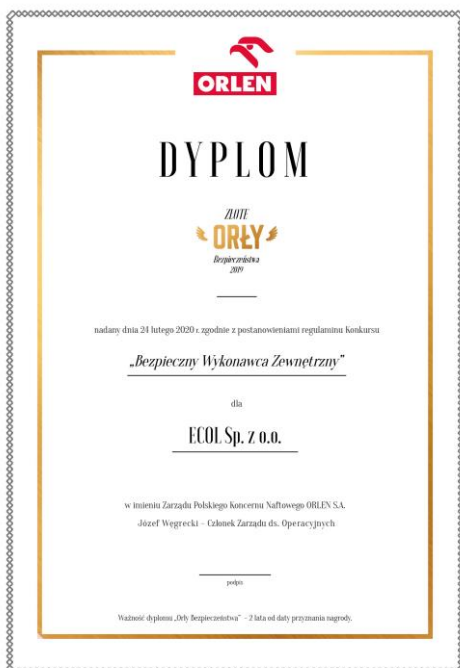 ORLEN
DYPLOM
ZŁOTE
ORŁY
Bezpieczeństwa
2019
nadany dnia 24 lutego 2020 r. zgodnie z postanowieniami regulaminu Konkursu
„Bezpieczny Wykonawca Zewnętrzny”
dla
ECOL Sp. z o.o.
w imieniu Zarządu Polskiego Koncernu Naftowego ORLEN S.A.
Józef Węgrecki – Członek Zarządu ds. Operacyjnych
podpis
Ważność dyplomu „Orły Bezpieczeństwa” – 2 lata od daty przyznania nagrody.